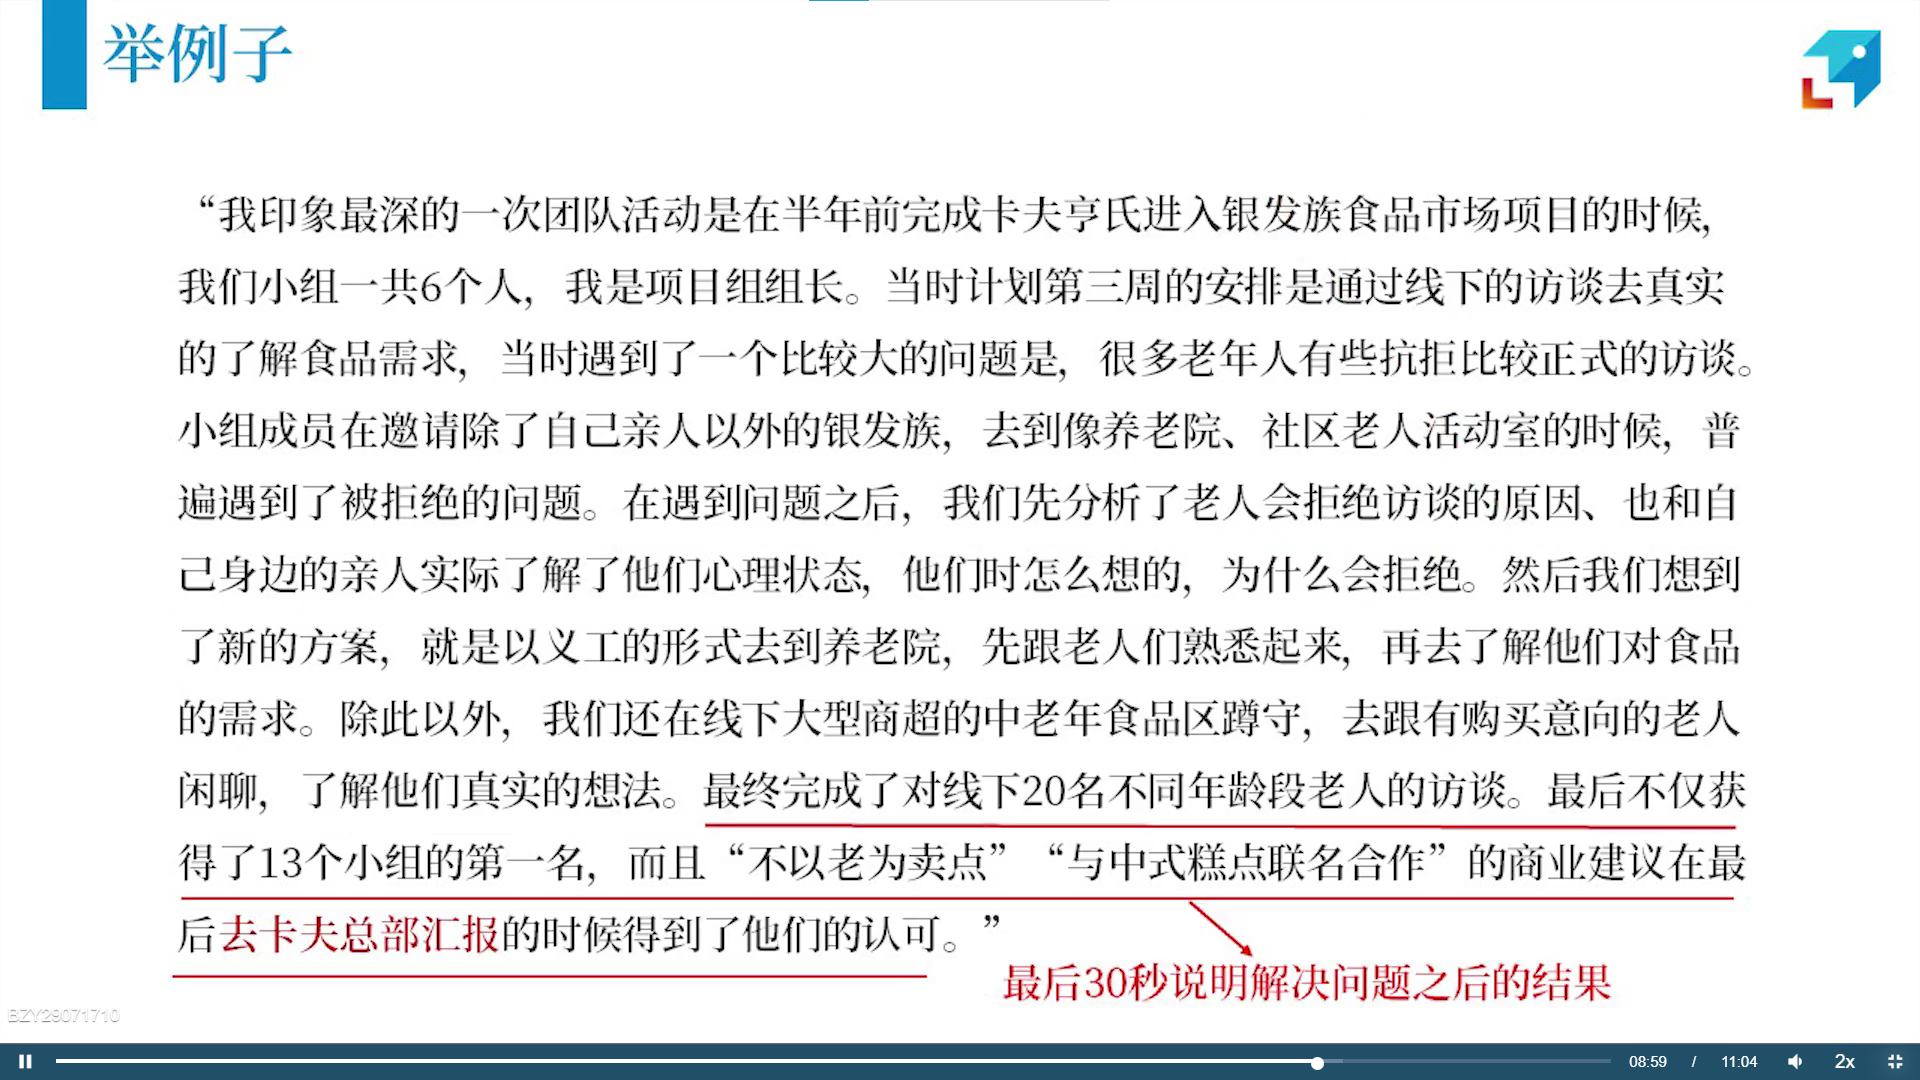 举例子
“我印象最深的一次团队活动是在半年前完成卡夫亨氏进入银发族食品市场项目的时候,
我们小组一共6个人，我是项目组组长。当时计划第三周的安排是通过线下的访谈去真实
的了解食品需求，当时遇到了一个比较大的问题是，很多老年人有些抗拒比较正式的访谈。
小组成员在邀请除了自己亲人以外的银发族，去到像养老院、社区老人活动室的时候，普
遍遇到了被拒绝的问题。在遇到问题之后，我们先分析了老人会拒绝访谈的原因、也和自
己身边的亲人实际了解了他们心理状态，他们时怎么想的，为什么会拒绝。然后我们想到
了新的方案，就是以义工的形式去到养老院，先跟老人们熟悉起来，再去了解他们对食品
的需求。除此以外，我们还在线下大型商超的中老年食品区蹲守，去跟有购买意向的老人
闲聊，了解他们真实的想法。最终完成了对线下20名不同年龄段老人的访谈。最后不仅获
得了13个小组的第一名，而且“不以老为卖点”“与中式糕点联名合作”的商业建议在最
后去卡夫总部汇报的时候得到了他们的认可。”
最后30秒说明解决问题之后的结果
BZY29071710
08:59 / 11:04 2x